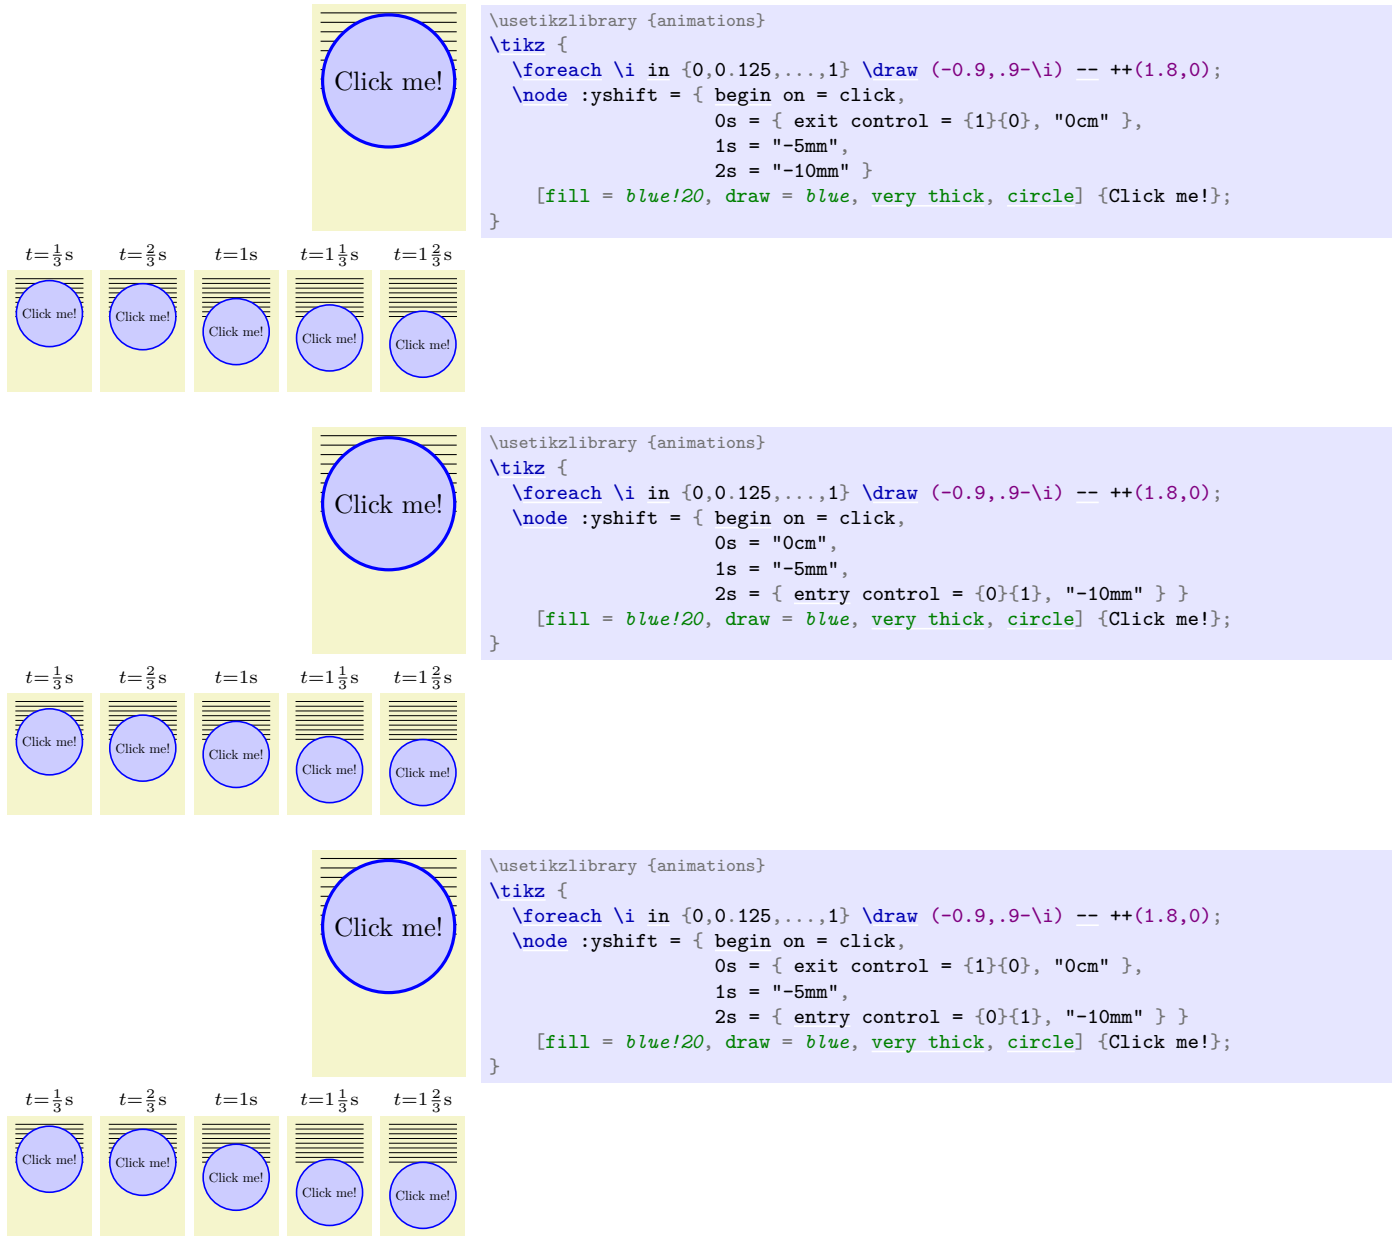 Click me!
\usetikzlibrary {animations}
\tikz {
\foreach \i in {0,0.125,...,1} \draw (-0.9,.9-\i) -- ++(1.8,0);
\node :yshift = { begin on = click,
0s = { exit control = {1}{0}, "0cm" },
1s = "-5mm",
2s = "-10mm" }
[fill = blue!20, draw = blue, very thick, circle] {Click me!};
}
t=1/3s t=2/3s t=1s t=1 1/3s t=1 2/3s
Click me! Click me! Click me! Click me! Click me!
Click me!
\usetikzlibrary {animations}
\tikz {
\foreach \i in {0,0.125,...,1} \draw (-0.9,.9-\i) -- ++(1.8,0);
\node :yshift = { begin on = click,
0s = "0cm",
1s = "-5mm",
2s = { entry control = {0}{1}, "-10mm" } }
[fill = blue!20, draw = blue, very thick, circle] {Click me!};
}
t=1/3s t=2/3s t=1s t=1 1/3s t=1 2/3s
Click me! Click me! Click me! Click me! Click me!
Click me!
\usetikzlibrary {animations}
\tikz {
\foreach \i in {0,0.125,...,1} \draw (-0.9,.9-\i) -- ++(1.8,0);
\node :yshift = { begin on = click,
0s = { exit control = {1}{0}, "0cm" },
1s = "-5mm",
2s = { entry control = {0}{1}, "-10mm" } }
[fill = blue!20, draw = blue, very thick, circle] {Click me!};
}
t=1/3s t=2/3s t=1s t=1 1/3s t=1 2/3s
Click me! Click me! Click me! Click me! Click me!